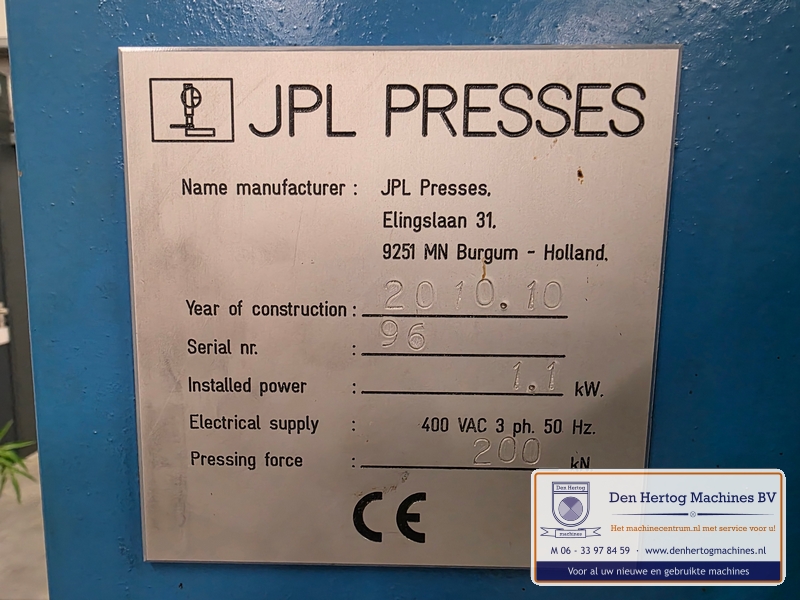 JPL PRESSES
Name manufacturer : JPL Presses,
Elingslaan 31,
9251 MN Burgum - Holland,
Year of construction : 2010.10
Serial nr. : 96
Installed power : 1.1 kW.
Electrical supply : 400 VAC 3 ph. 50 Hz.
Pressing force : 200 kN
CE
Den Hertog
machines
Den Hertog Machines BV
Het machinecentrum.nl met service voor u!
M 06 - 33 97 84 59 · www.denhertogmachines.nl
Voor al uw nieuwe en gebruikte machines